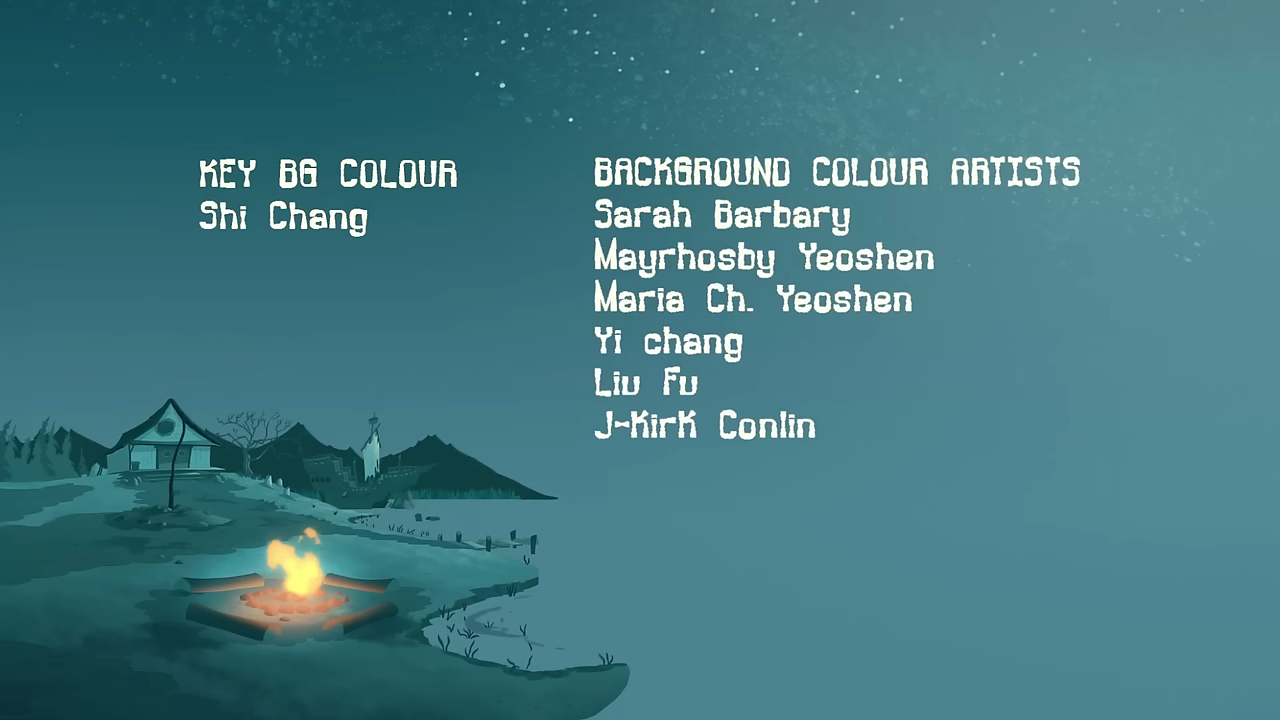 KEY BG COLOUR
Shi Chang
BACKGROUND COLOUR ARTISTS
Sarah Barbary
Mayrhosby Yeoshen
Maria Ch. Yeoshen
Yi chang
Liu Fu
J-Kirk Conlin